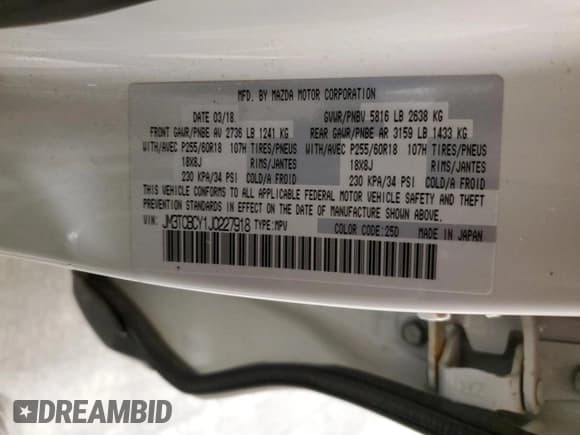 MFD. BY MAZDA MOTOR CORPORATION
DATE 03/18 GVWR/PNBV 5816 LB 2638 KG
FRONT GAWR/PNBE AV 2736 LB 1241 KG REAR GAWR/PNBE AR 3159 LB 1433 KG
WITH/AVEC P255/60R18 107H TIRES/PNEUS WITH/AVEC P255/60R18 107H TIRES/PNEUS
18X8J RIMS/JANTES 18X8J RIMS/JANTES
230 KPA/34 PSI COLD/A FROID 230 KPA/34 PSI COLD/A FROID
THIS VEHICLE CONFORMS TO ALL APPLICABLE FEDERAL MOTOR VEHICLE SAFETY AND THEFT
PREVENTION STANDARDS IN EFFECT ON THE DATE OF MANUFACTURE SHOWN ABOVE.
VIN: JM3TCBCY1J0227918 TYPE:MPV COLOR CODE:25D MADE IN JAPAN
DREAMBID